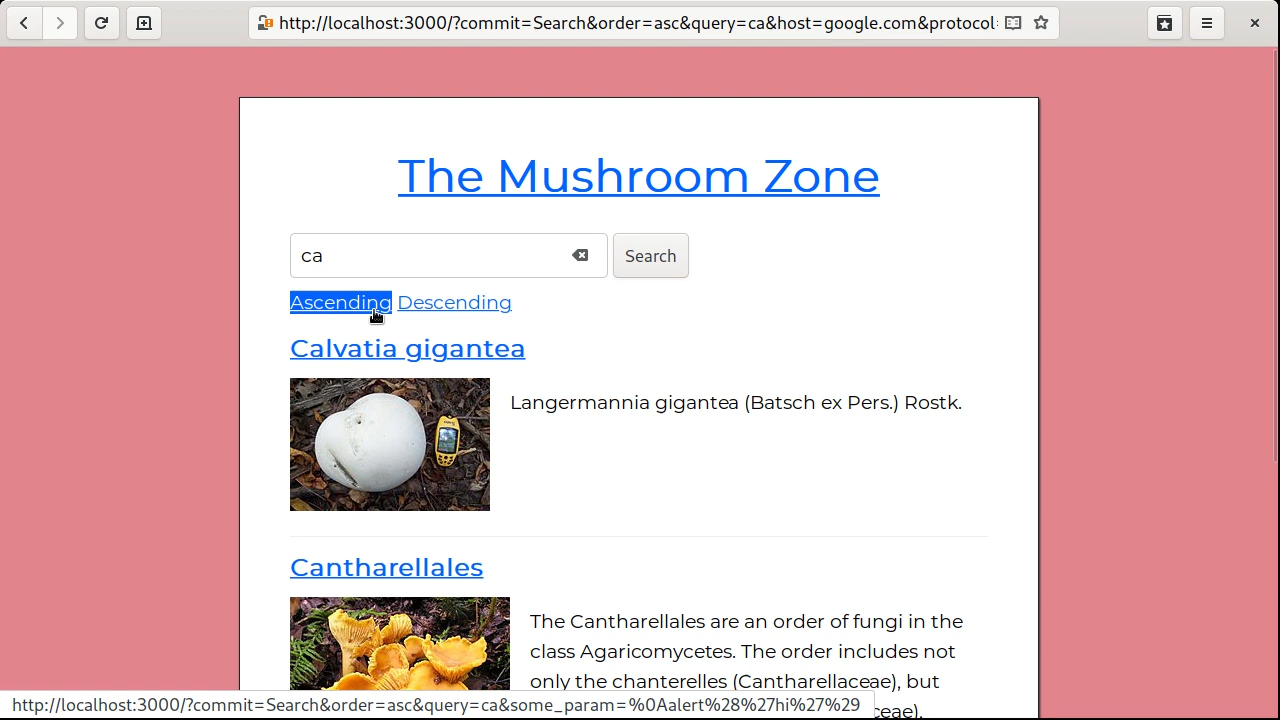 http://localhost:3000/?commit=Search&order=asc&query=ca&host=google.com&protocol
The Mushroom Zone
ca
Search
Ascending Descending
Calvatia gigantea
Langermannia gigantea (Batsch ex Pers.) Rostk.
Cantharellales
The Cantharellales are an order of fungi in the
class Agaricomycetes. The order includes not
only the chanterelles (Cantharellaceae), but
ceae),
http://localhost:3000/?commit=Search&order=asc&query=ca&some_param=%0Aalert%28%27hi%27%29